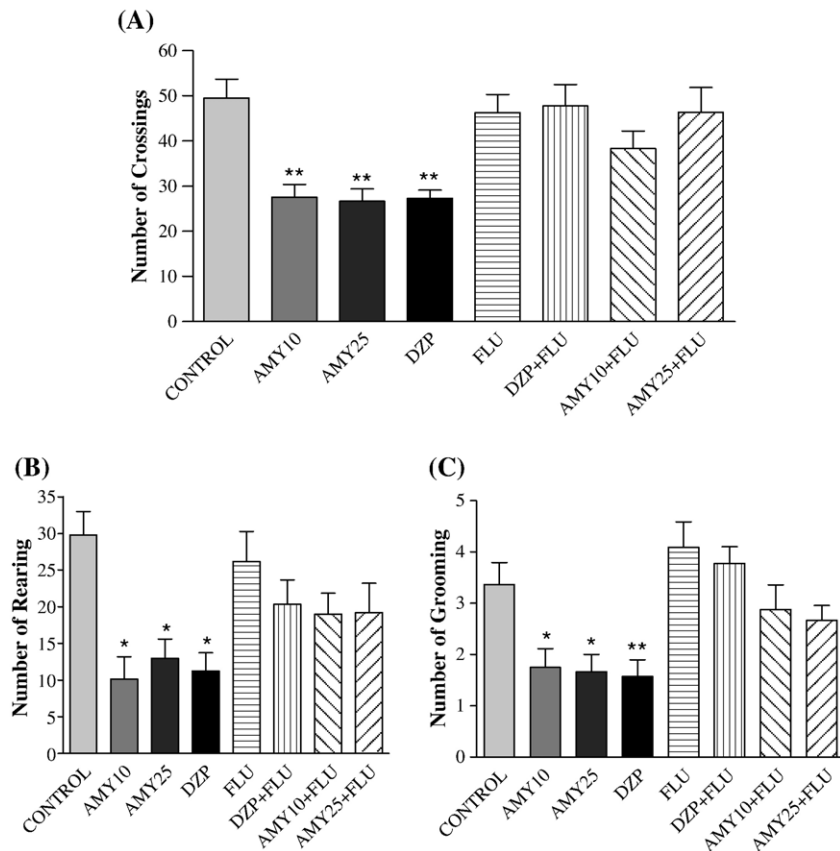 (A)
Number of Crossings
60
50
40
30
20
10
0
** ** **
CONTROL
AMY10
AMY25
DZP
FLU
DZP+FLU
AMY10+FLU
AMY25+FLU
(B)
Number of Rearing
35
30
25
20
15
10
5
0
* * *
CONTROL
AMY10
AMY25
DZP
FLU
DZP+FLU
AMY10+FLU
AMY25+FLU
(C)
Number of Grooming
5
4
3
2
1
0
* * **
CONTROL
AMY10
AMY25
DZP
FLU
DZP+FLU
AMY10+FLU
AMY25+FLU